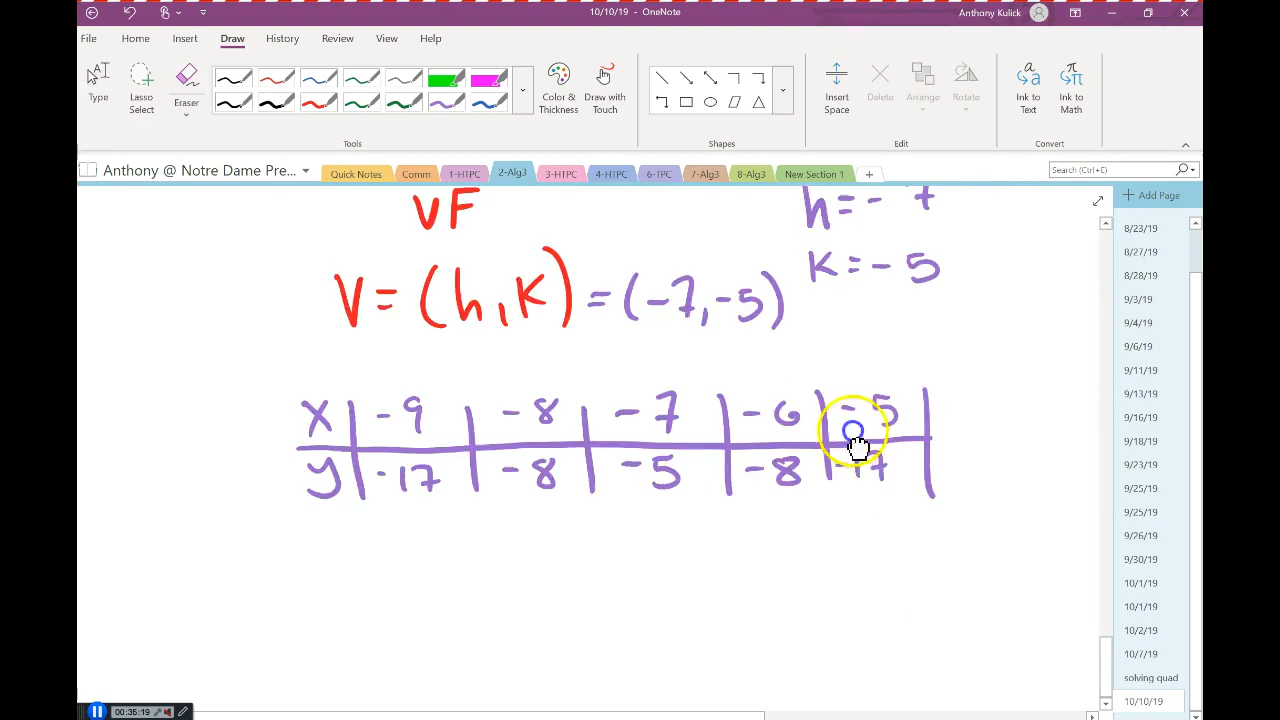 10/10/19 - OneNote
Anthony Kulick
File Home Insert Draw History Review View Help
Type
Lasso Select
Eraser
Color & Thickness
Draw with Touch
Insert Space
Delete
Arrange
Rotate
Ink to Text
Ink to Math
Tools Shapes Edit Convert
Anthony @ Notre Dame Pre...
Quick Notes Comm 1-HTPC 2-Alg3 3-HTPC 4-HTPC 6-TPC 7-Alg3 8-Alg3 New Section 1 +
Search (Ctrl+E)
Add Page
8/23/19
8/27/19
8/28/19
9/3/19
9/4/19
9/6/19
9/11/19
9/13/19
9/16/19
9/18/19
9/23/19
9/25/19
9/25/19
9/26/19
9/30/19
10/1/19
10/1/19
10/2/19
10/7/19
solving quad
10/10/19
VF
h = -7
K = -5
V = (h, K) = (-7, -5)
X | -9 | -8 | -7 | -6 | -5
y | -17 | -8 | -5 | -8 | -17
00:35:19